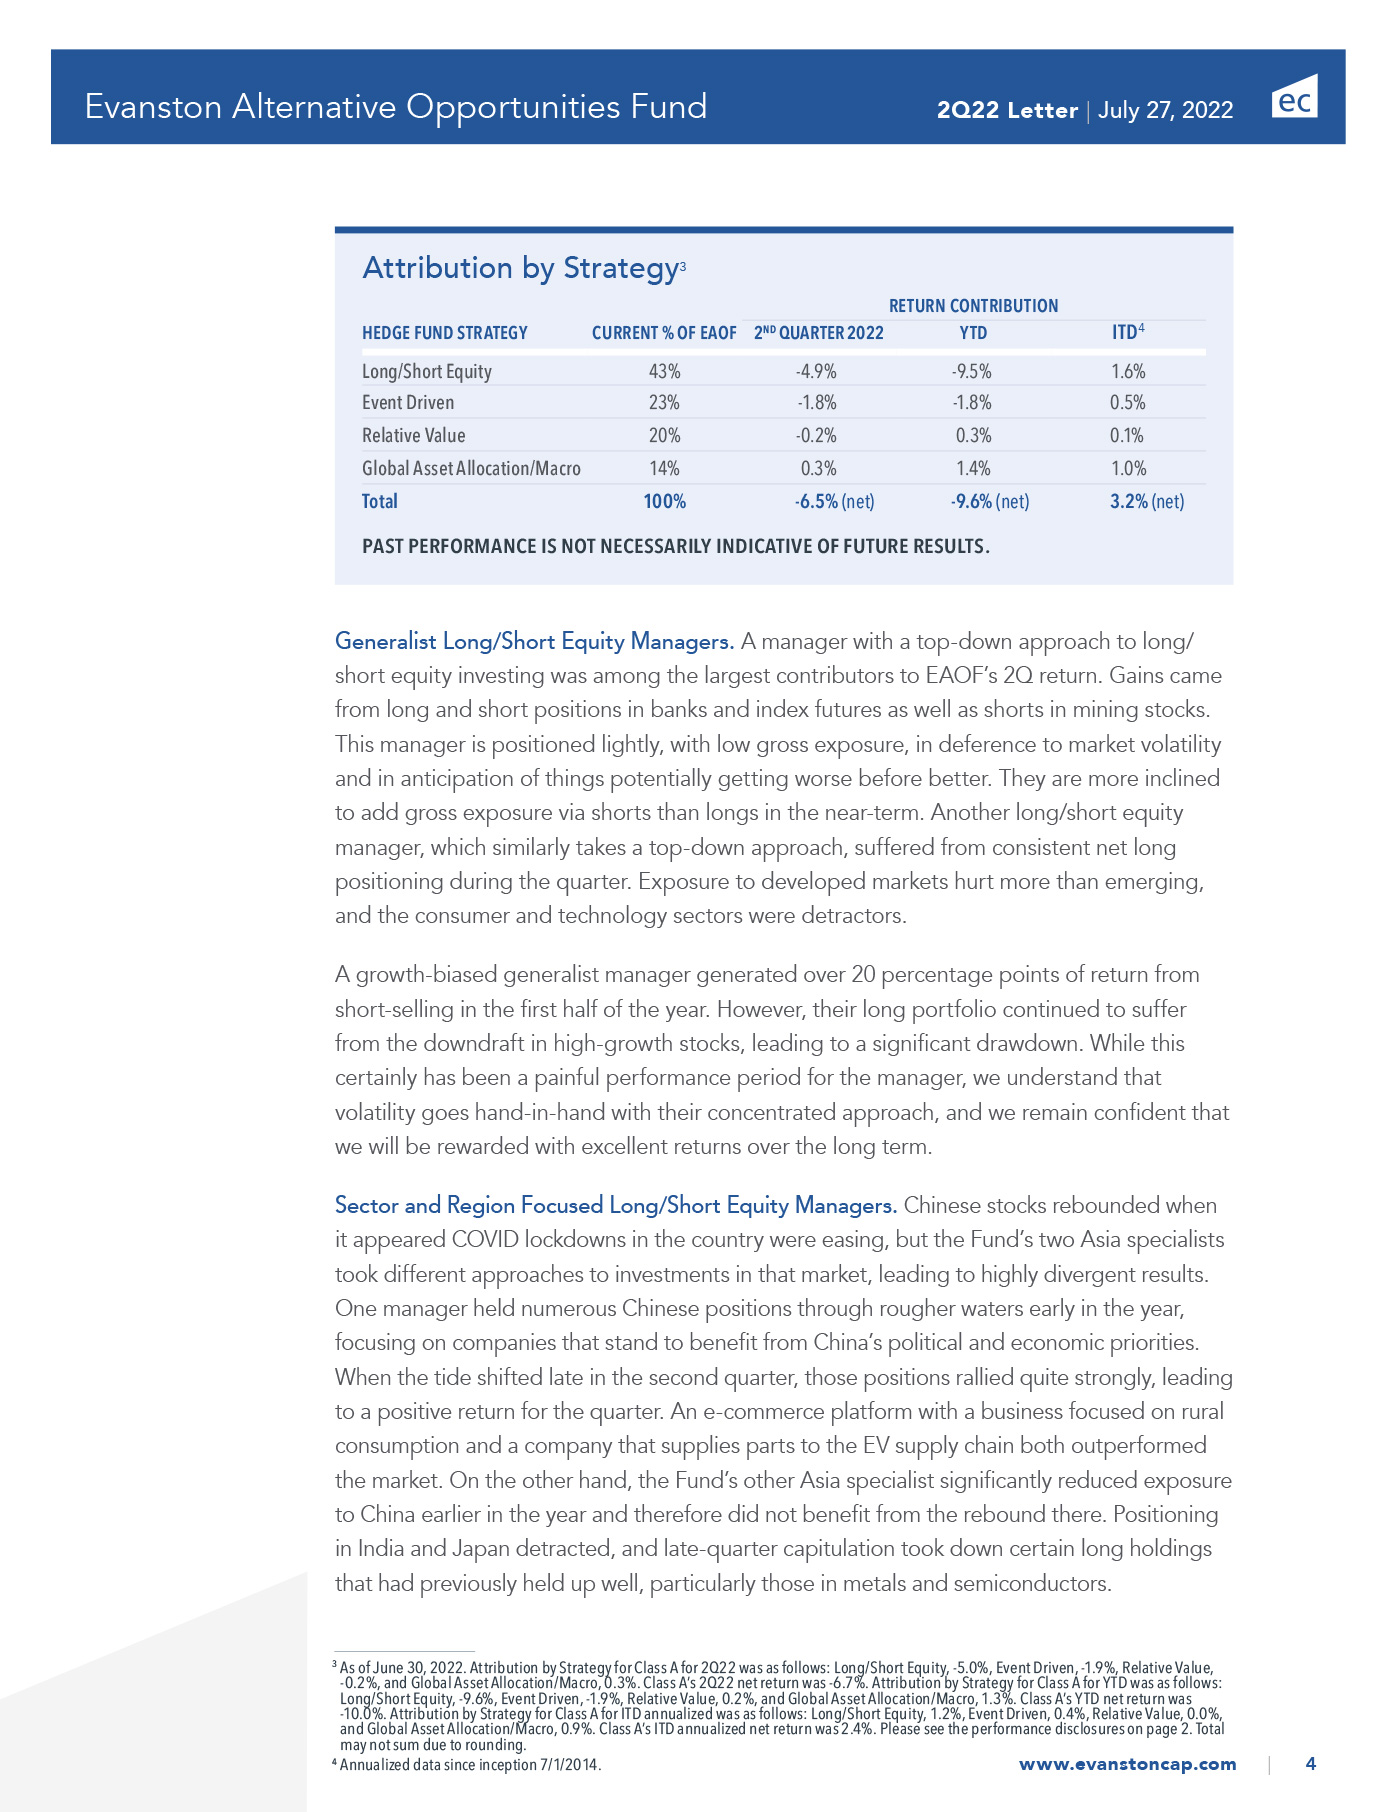 Evanston Alternative Opportunities Fund
2Q22 Letter | July 27, 2022
ec
Attribution by Strategy3
RETURN CONTRIBUTION
HEDGE FUND STRATEGY CURRENT % OF EAOF 2ND QUARTER 2022 YTD ITD4
Long/Short Equity 43% -4.9% -9.5% 1.6%
Event Driven 23% -1.8% -1.8% 0.5%
Relative Value 20% -0.2% 0.3% 0.1%
Global Asset Allocation/Macro 14% 0.3% 1.4% 1.0%
Total 100% -6.5% (net) -9.6% (net) 3.2% (net)
PAST PERFORMANCE IS NOT NECESSARILY INDICATIVE OF FUTURE RESULTS.
Generalist Long/Short Equity Managers. A manager with a top-down approach to long/
short equity investing was among the largest contributors to EAOF's 2Q return. Gains came
from long and short positions in banks and index futures as well as shorts in mining stocks.
This manager is positioned lightly, with low gross exposure, in deference to market volatility
and in anticipation of things potentially getting worse before better. They are more inclined
to add gross exposure via shorts than longs in the near-term. Another long/short equity
manager, which similarly takes a top-down approach, suffered from consistent net long
positioning during the quarter. Exposure to developed markets hurt more than emerging,
and the consumer and technology sectors were detractors.
A growth-biased generalist manager generated over 20 percentage points of return from
short-selling in the first half of the year. However, their long portfolio continued to suffer
from the downdraft in high-growth stocks, leading to a significant drawdown. While this
certainly has been a painful performance period for the manager, we understand that
volatility goes hand-in-hand with their concentrated approach, and we remain confident that
we will be rewarded with excellent returns over the long term.
Sector and Region Focused Long/Short Equity Managers. Chinese stocks rebounded when
it appeared COVID lockdowns in the country were easing, but the Fund's two Asia specialists
took different approaches to investments in that market, leading to highly divergent results.
One manager held numerous Chinese positions through rougher waters early in the year,
focusing on companies that stand to benefit from China's political and economic priorities.
When the tide shifted late in the second quarter, those positions rallied quite strongly, leading
to a positive return for the quarter. An e-commerce platform with a business focused on rural
consumption and a company that supplies parts to the EV supply chain both outperformed
the market. On the other hand, the Fund's other Asia specialist significantly reduced exposure
to China earlier in the year and therefore did not benefit from the rebound there. Positioning
in India and Japan detracted, and late-quarter capitulation took down certain long holdings
that had previously held up well, particularly those in metals and semiconductors.
3 As of June 30, 2022. Attribution by Strategy for Class A for 2Q22 was as follows: Long/Short Equity, -5.0%, Event Driven, -1.9%, Relative Value,
-0.2%, and Global Asset Allocation/Macro, 0.3%. Class A's 2Q22 net return was -6.7%. Attribution by Strategy for Class A for YTD was as follows:
Long/Short Equity, -9.6%, Event Driven, -1.9%, Relative Value, 0.2%, and Global Asset Allocation/Macro, 1.3%. Class A's YTD net return was
-10.0%. Attribution by Strategy for Class A for ITD annualized was as follows: Long/Short Equity, 1.2%, Event Driven, 0.4%, Relative Value, 0.0%,
and Global Asset Allocation/Macro, 0.9%. Class A's ITD annualized net return was 2.4%. Please see the performance disclosures on page 2. Total
may not sum due to rounding.
4 Annualized data since inception 7/1/2014.
www.evanstoncap.com | 4